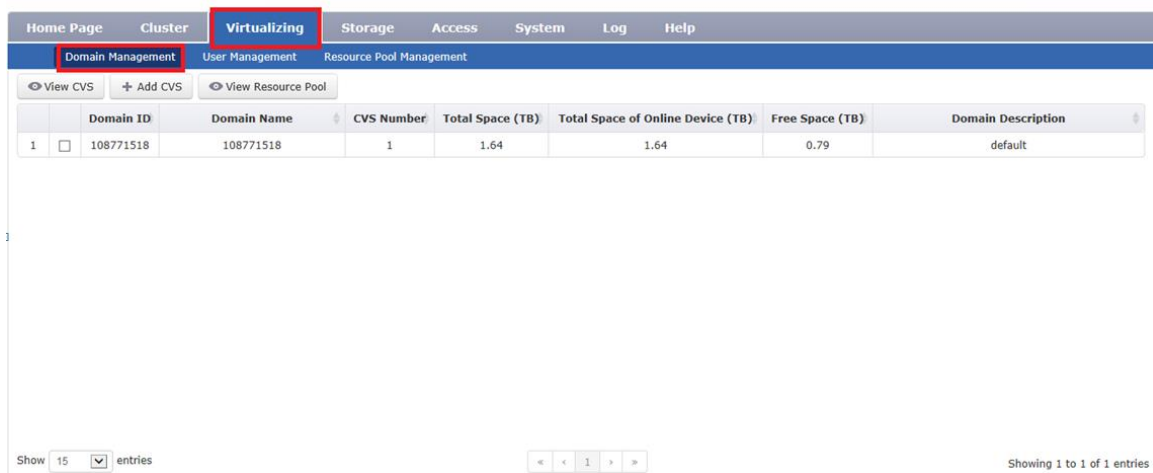 Home Page Cluster Virtualizing Storage Access System Log Help
Domain Management User Management Resource Pool Management
View CVS + Add CVS View Resource Pool
Domain ID Domain Name CVS Number Total Space (TB) Total Space of Online Device (TB) Free Space (TB) Domain Description
1 108771518 108771518 1 1.64 1.64 0.79 default
Show 15 entries « ‹ 1 › » Showing 1 to 1 of 1 entries